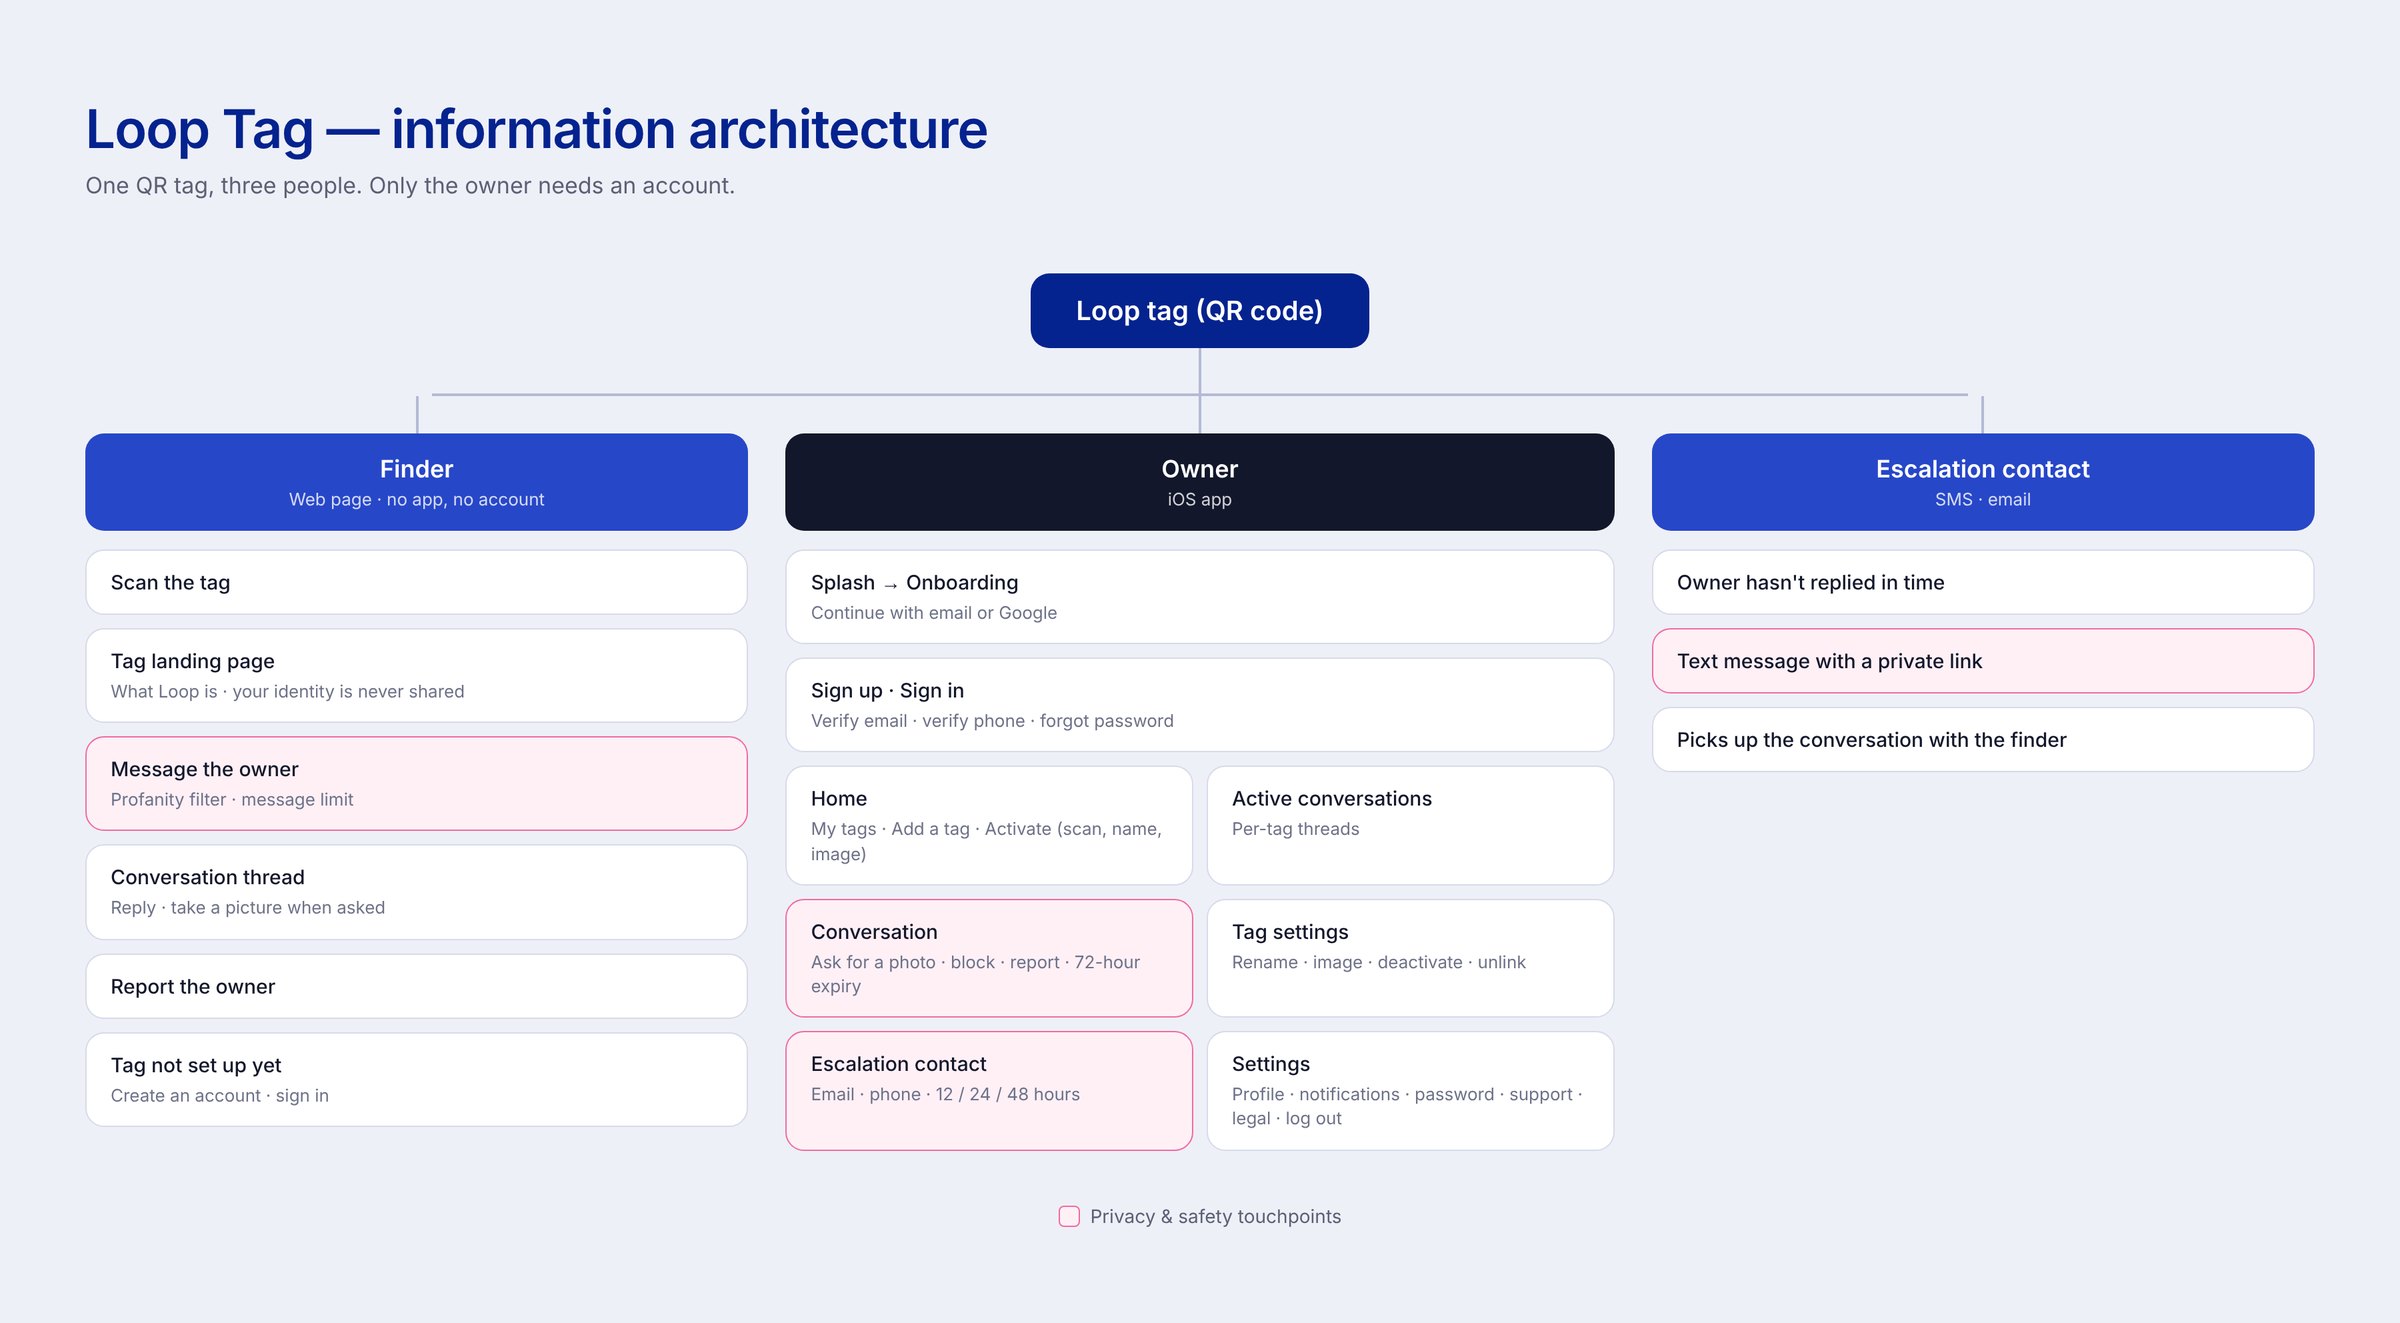 Loop Tag — information architecture
One QR tag, three people. Only the owner needs an account.
Loop tag (QR code)
Finder
Web page · no app, no account
Scan the tag
Tag landing page
What Loop is · your identity is never shared
Message the owner
Profanity filter · message limit
Conversation thread
Reply · take a picture when asked
Report the owner
Tag not set up yet
Create an account · sign in
Owner
iOS app
Splash → Onboarding
Continue with email or Google
Sign up · Sign in
Verify email · verify phone · forgot password
Home
My tags · Add a tag · Activate (scan, name,
image)
Active conversations
Per-tag threads
Conversation
Ask for a photo · block · report · 72-hour
expiry
Tag settings
Rename · image · deactivate · unlink
Escalation contact
Email · phone · 12 / 24 / 48 hours
Settings
Profile · notifications · password · support ·
legal · log out
Escalation contact
SMS · email
Owner hasn't replied in time
Text message with a private link
Picks up the conversation with the finder
Privacy & safety touchpoints